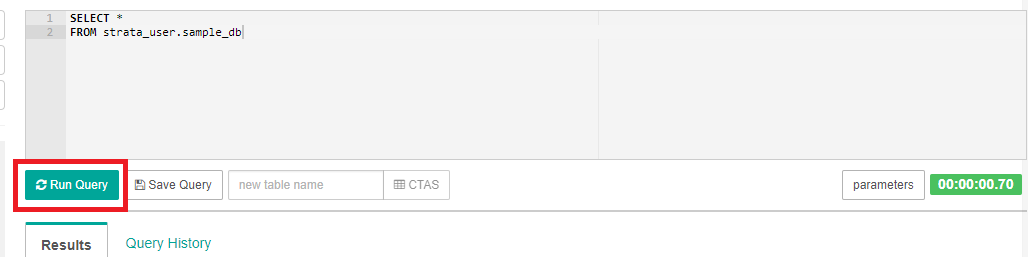 1 SELECT *
2 FROM strata_user.sample_db
Run Query Save Query new table name CTAS parameters 00:00:00.70
Results Query History